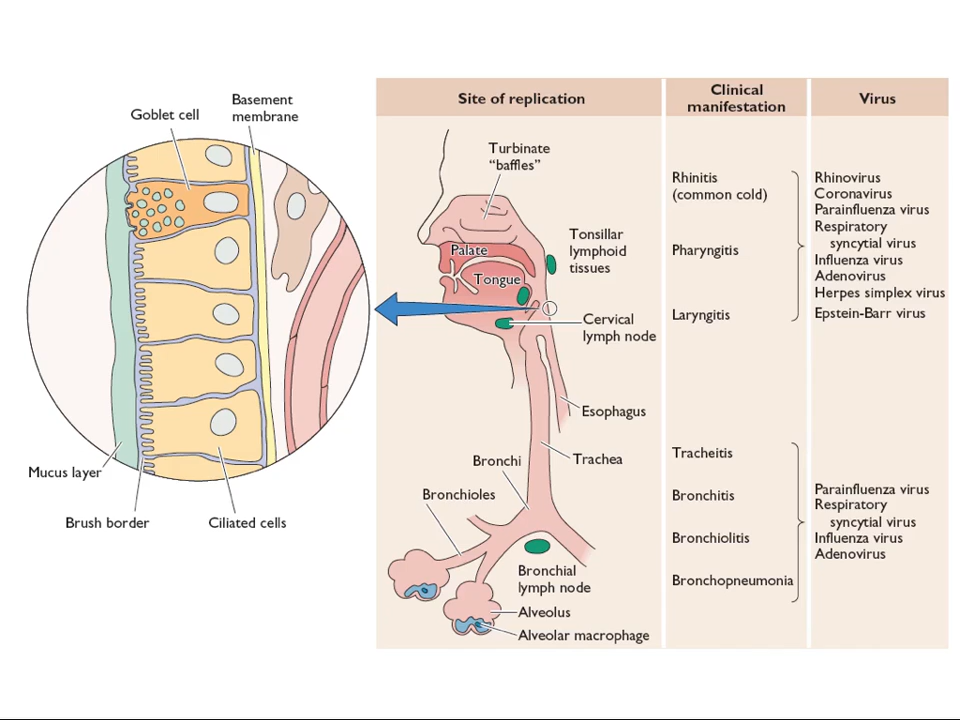 Goblet cell
Basement
membrane
Mucus layer
Brush border
Ciliated cells
Site of replication
Clinical
manifestation
Virus
Turbinate
“baffles”
Palate
Tongue
Tonsillar
lymphoid
tissues
Cervical
lymph node
Esophagus
Trachea
Bronchi
Bronchioles
Bronchial
lymph node
Alveolus
Alveolar macrophage
Rhinitis
(common cold)
Pharyngitis
Laryngitis
Rhinovirus
Coronavirus
Parainfluenza virus
Respiratory
syncytial virus
Influenza virus
Adenovirus
Herpes simplex virus
Epstein-Barr virus
Tracheitis
Bronchitis
Bronchiolitis
Bronchopneumonia
Parainfluenza virus
Respiratory
syncytial virus
Influenza virus
Adenovirus